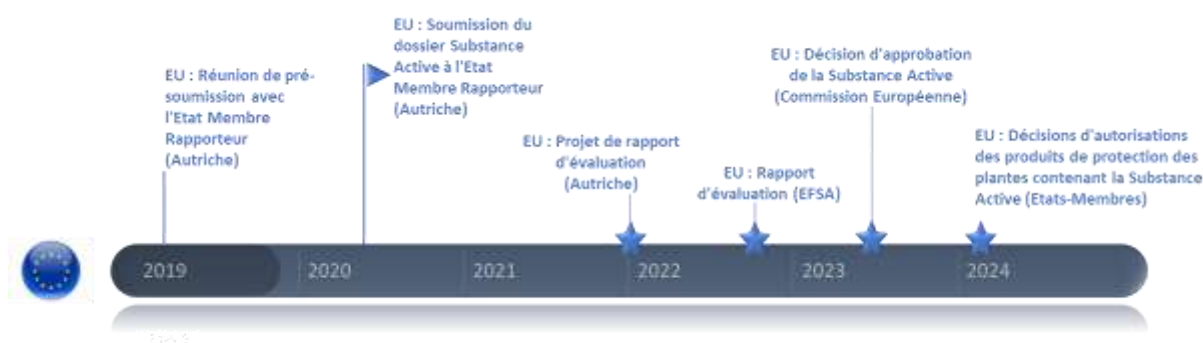 EU : Réunion de pré-
soumission avec
l'Etat Membre
Rapporteur
(Autriche)
EU : Soumission du
dossier Substance
Active à l'Etat
Membre Rapporteur
(Autriche)
EU : Projet de rapport
d'évaluation
(Autriche)
EU : Rapport
d'évaluation (EFSA)
EU : Décision d'approbation
de la Substance Active
(Commission Européenne)
EU : Décisions d'autorisations
des produits de protection des
plantes contenant la Substance
Active (Etats-Membres)
2019
2020
2021
2022
2023
2024